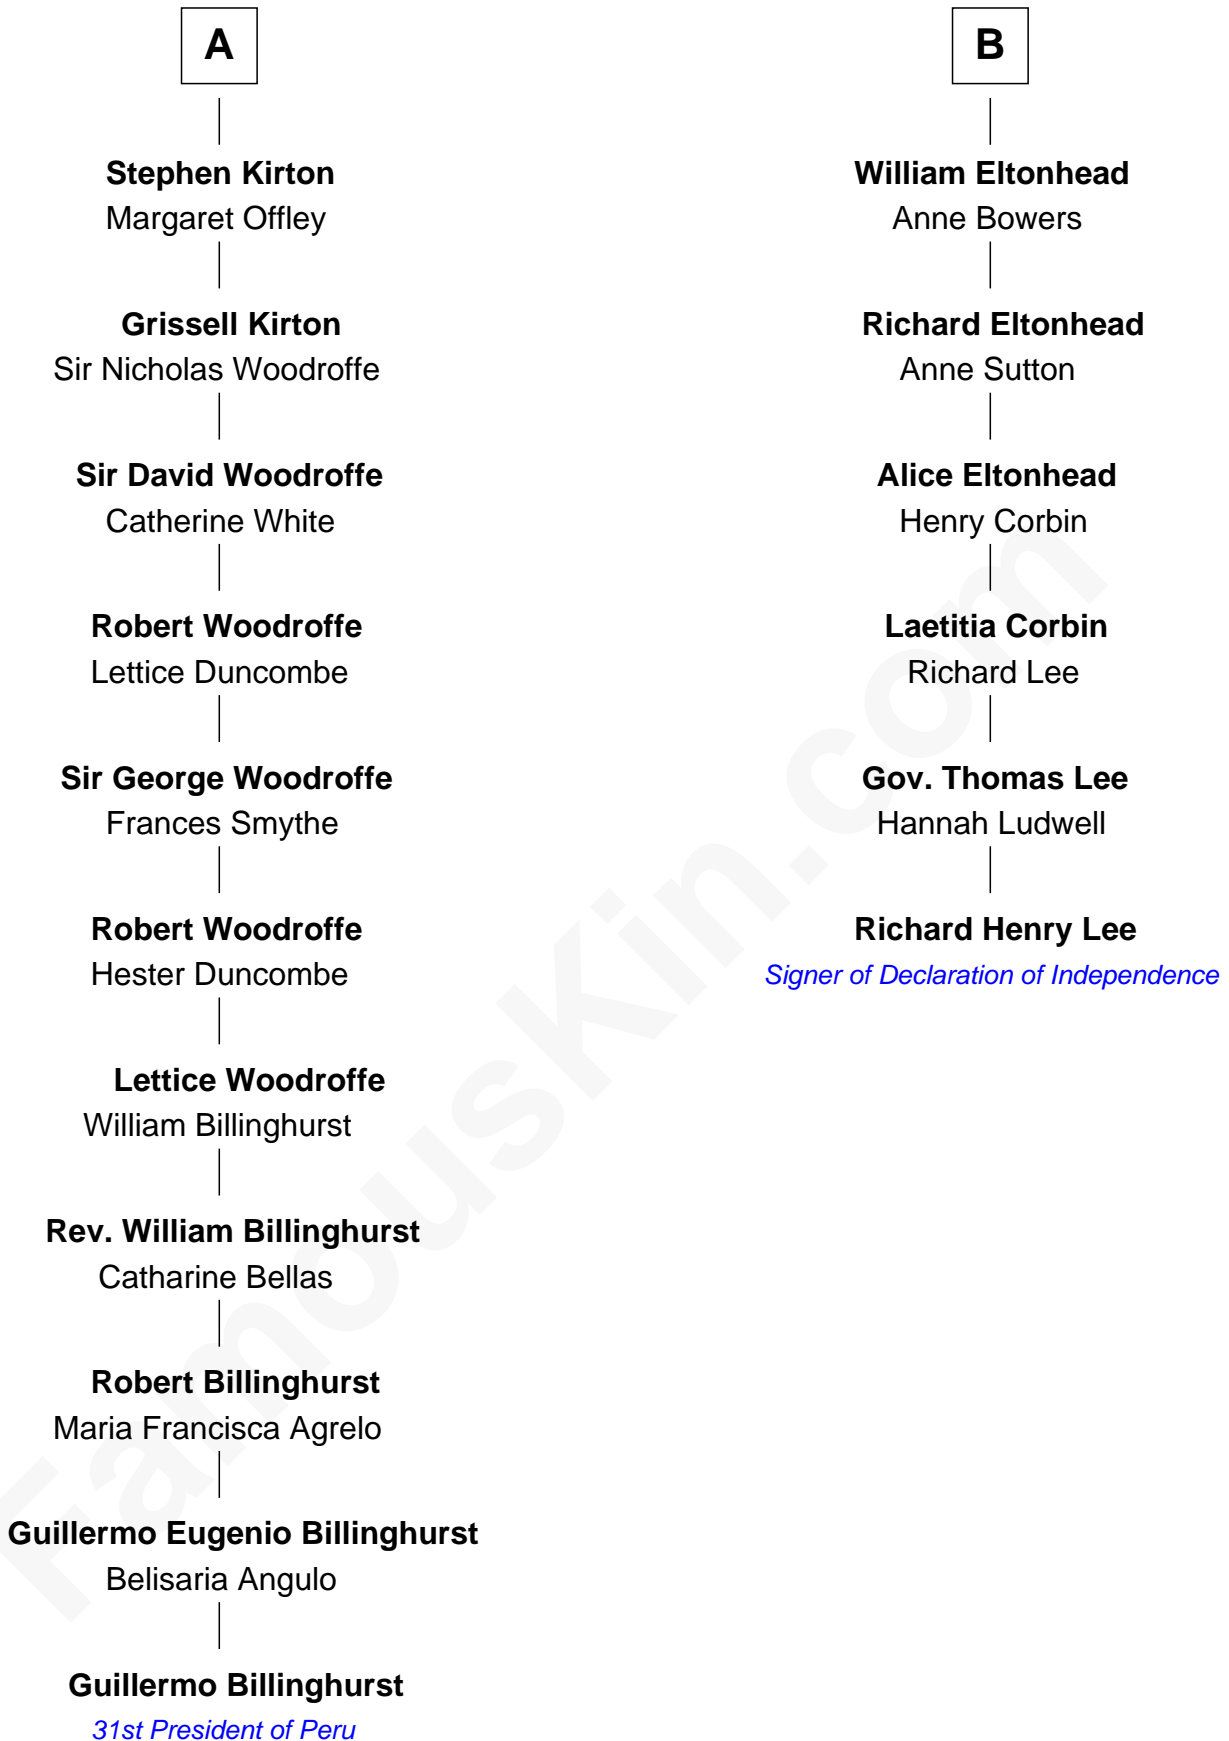 A
Stephen Kirton
Margaret Offley
Grissell Kirton
Sir Nicholas Woodroffe
Sir David Woodroffe
Catherine White
Robert Woodroffe
Lettice Duncombe
Sir George Woodroffe
Frances Smythe
Robert Woodroffe
Hester Duncombe
Lettice Woodroffe
William Billinghurst
Rev. William Billinghurst
Catharine Bellas
Robert Billinghurst
Maria Francisca Agrelo
Guillermo Eugenio Billinghurst
Belisaria Angulo
Guillermo Billinghurst
31st President of Peru
B
William Eltonhead
Anne Bowers
Richard Eltonhead
Anne Sutton
Alice Eltonhead
Henry Corbin
Laetitia Corbin
Richard Lee
Gov. Thomas Lee
Hannah Ludwell
Richard Henry Lee
Signer of Declaration of Independence
FamousKin.com